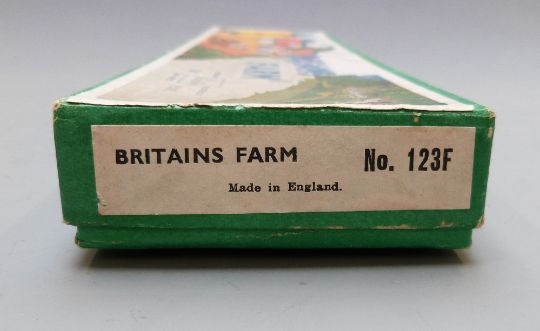 BRITAINS FARM No. 123F
Made in England.